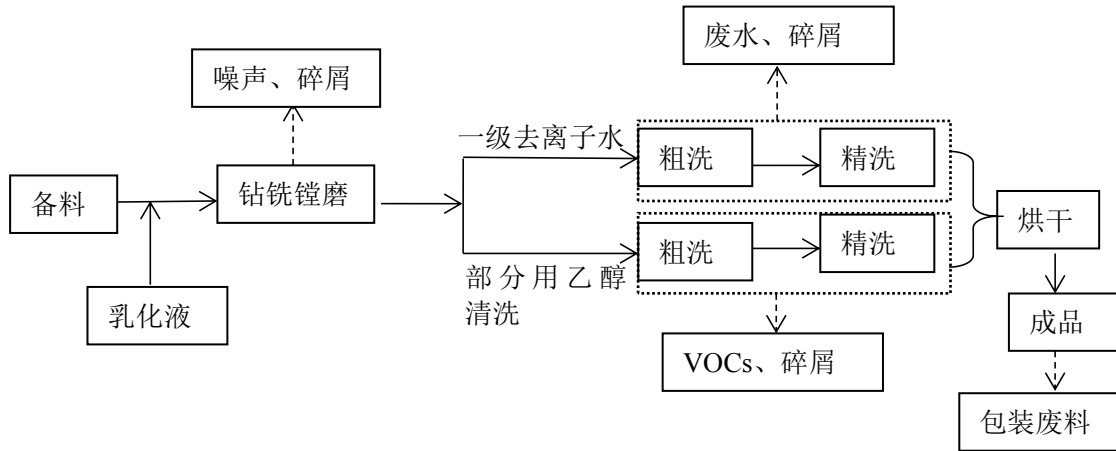 废水、碎屑
噪声、碎屑
一级去离子水
粗洗
精洗
备料
钻铣镗磨
烘干
粗洗
精洗
部分用乙醇
清洗
乳化液
成品
VOCs、碎屑
包装废料